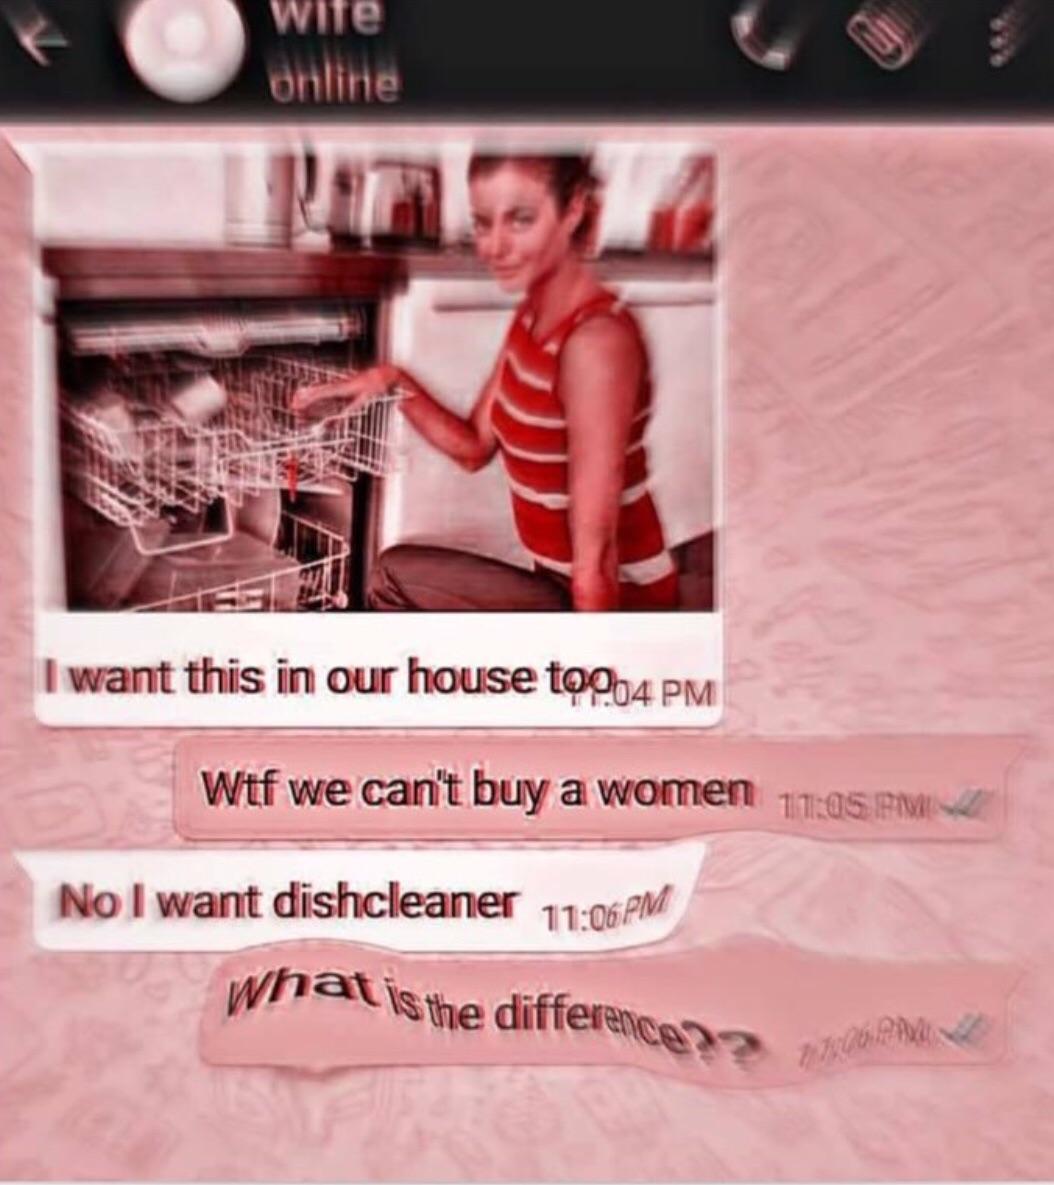 wife
online
I want this in our house too
11:04 PM
Wtf we can't buy a women 11:05 PM
No I want dishcleaner 11:06 PM
What is the difference?? 11:06 PM